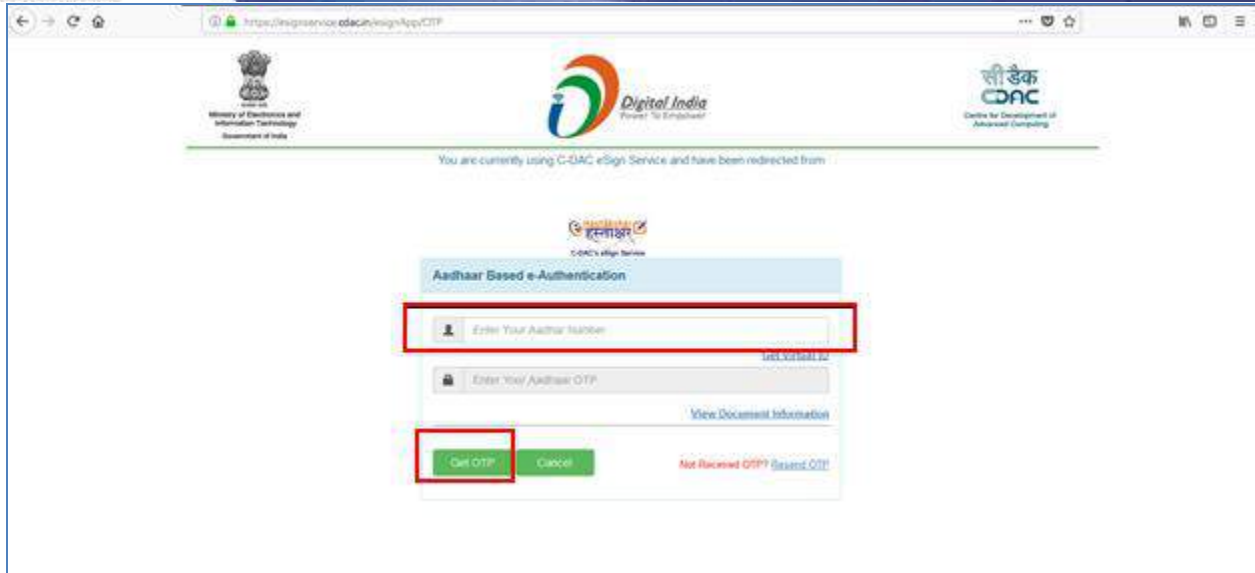 https://esignservice.cdac.in/esignApp/OTP
Ministry of Electronics and
Information Technology
Government of India
Digital India
Power To Empower
सी डैक
CDAC
Centre for Development of
Advanced Computing
You are currently using C-DAC eSign Service and have been redirected from
हस्ताक्षर
C-DAC's eSign Service
Aadhaar Based e-Authentication
Enter Your Aadhar Number
Get Virtual ID
Enter Your Aadhaar OTP
View Document Information
Get OTP Cancel Not Received OTP? Resend OTP